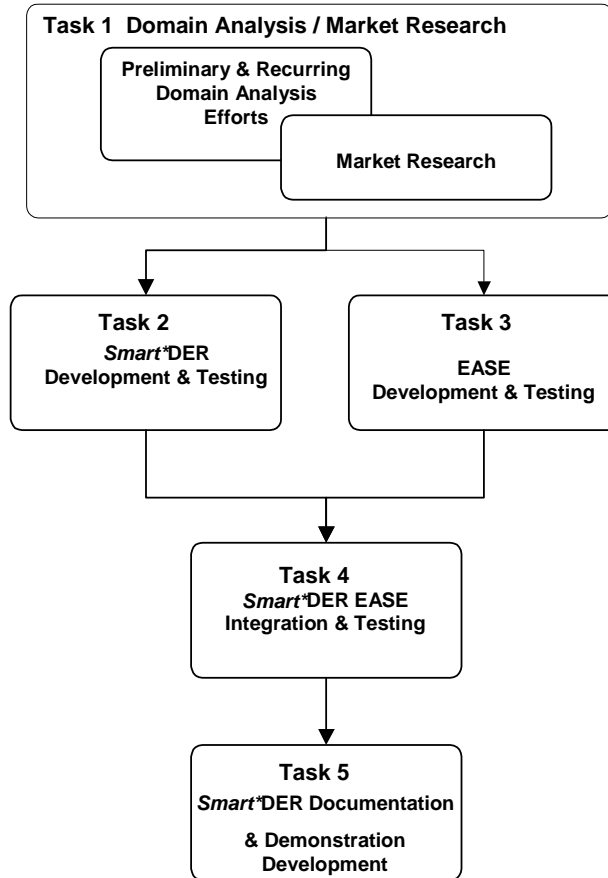 Task 1 Domain Analysis / Market Research
Preliminary & Recurring
Domain Analysis
Efforts
Market Research
Task 2
Smart*DER
Development & Testing
Task 3
EASE
Development & Testing
Task 4
Smart*DER EASE
Integration & Testing
Task 5
Smart*DER Documentation
& Demonstration
Development